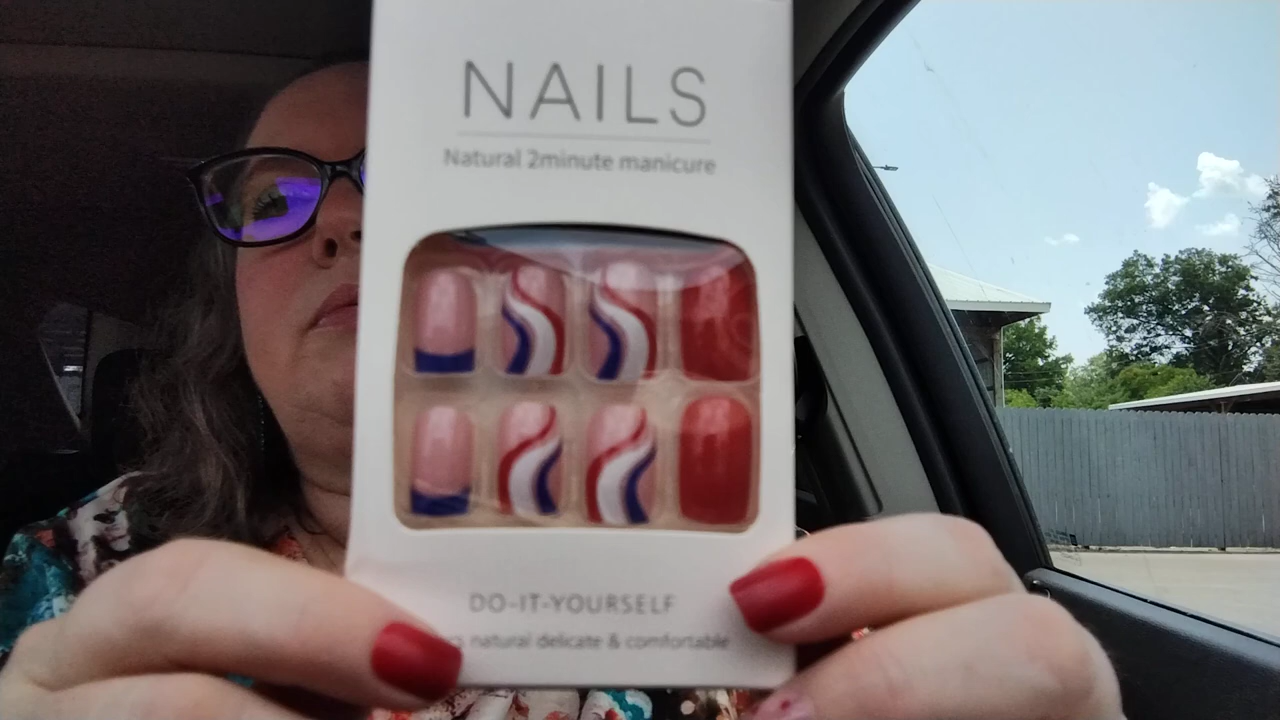 NAILS
Natural 2minute manicure
DO-IT-YOURSELF
natural delicate & comfortable